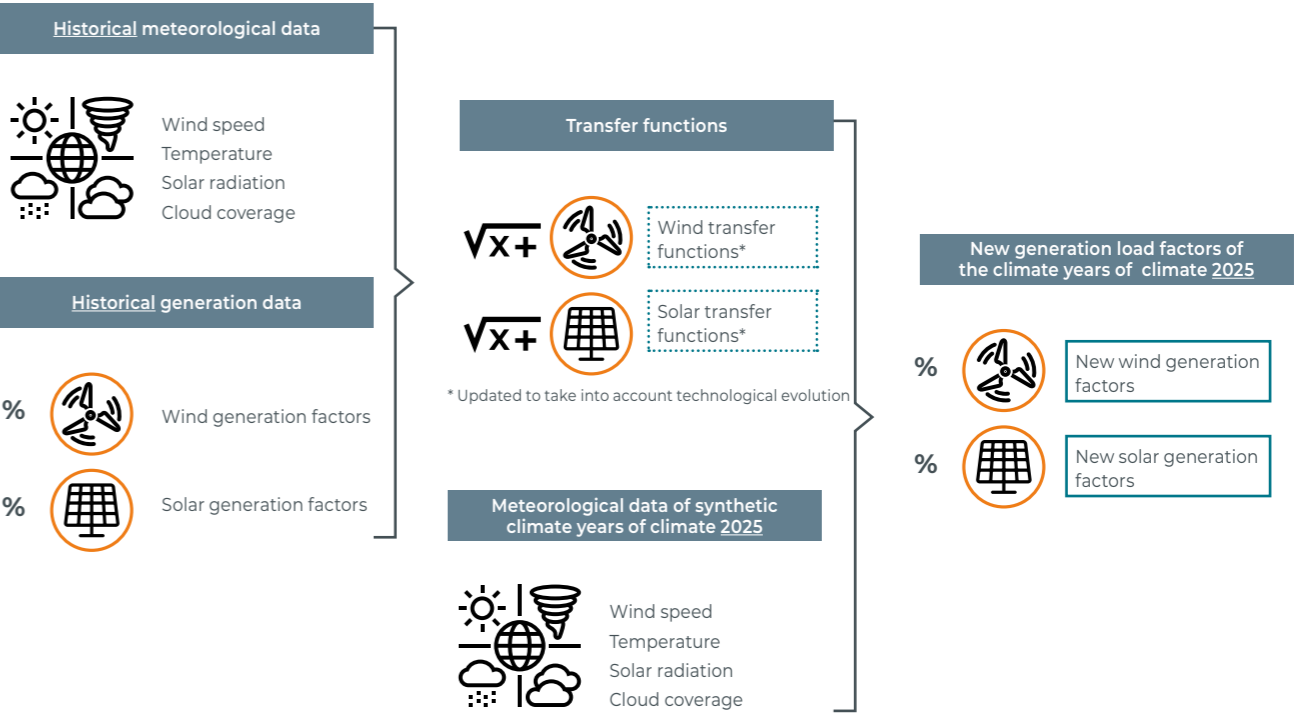 Historical meteorological data
Wind speed
Temperature
Solar radiation
Cloud coverage
Historical generation data
%
Wind generation factors
%
Solar generation factors
Transfer functions
√x+
Wind transfer
functions*
√x+
Solar transfer
functions*
* Updated to take into account technological evolution
Meteorological data of synthetic
climate years of climate 2025
Wind speed
Temperature
Solar radiation
Cloud coverage
New generation load factors of
the climate years of climate 2025
%
New wind generation
factors
%
New solar generation
factors